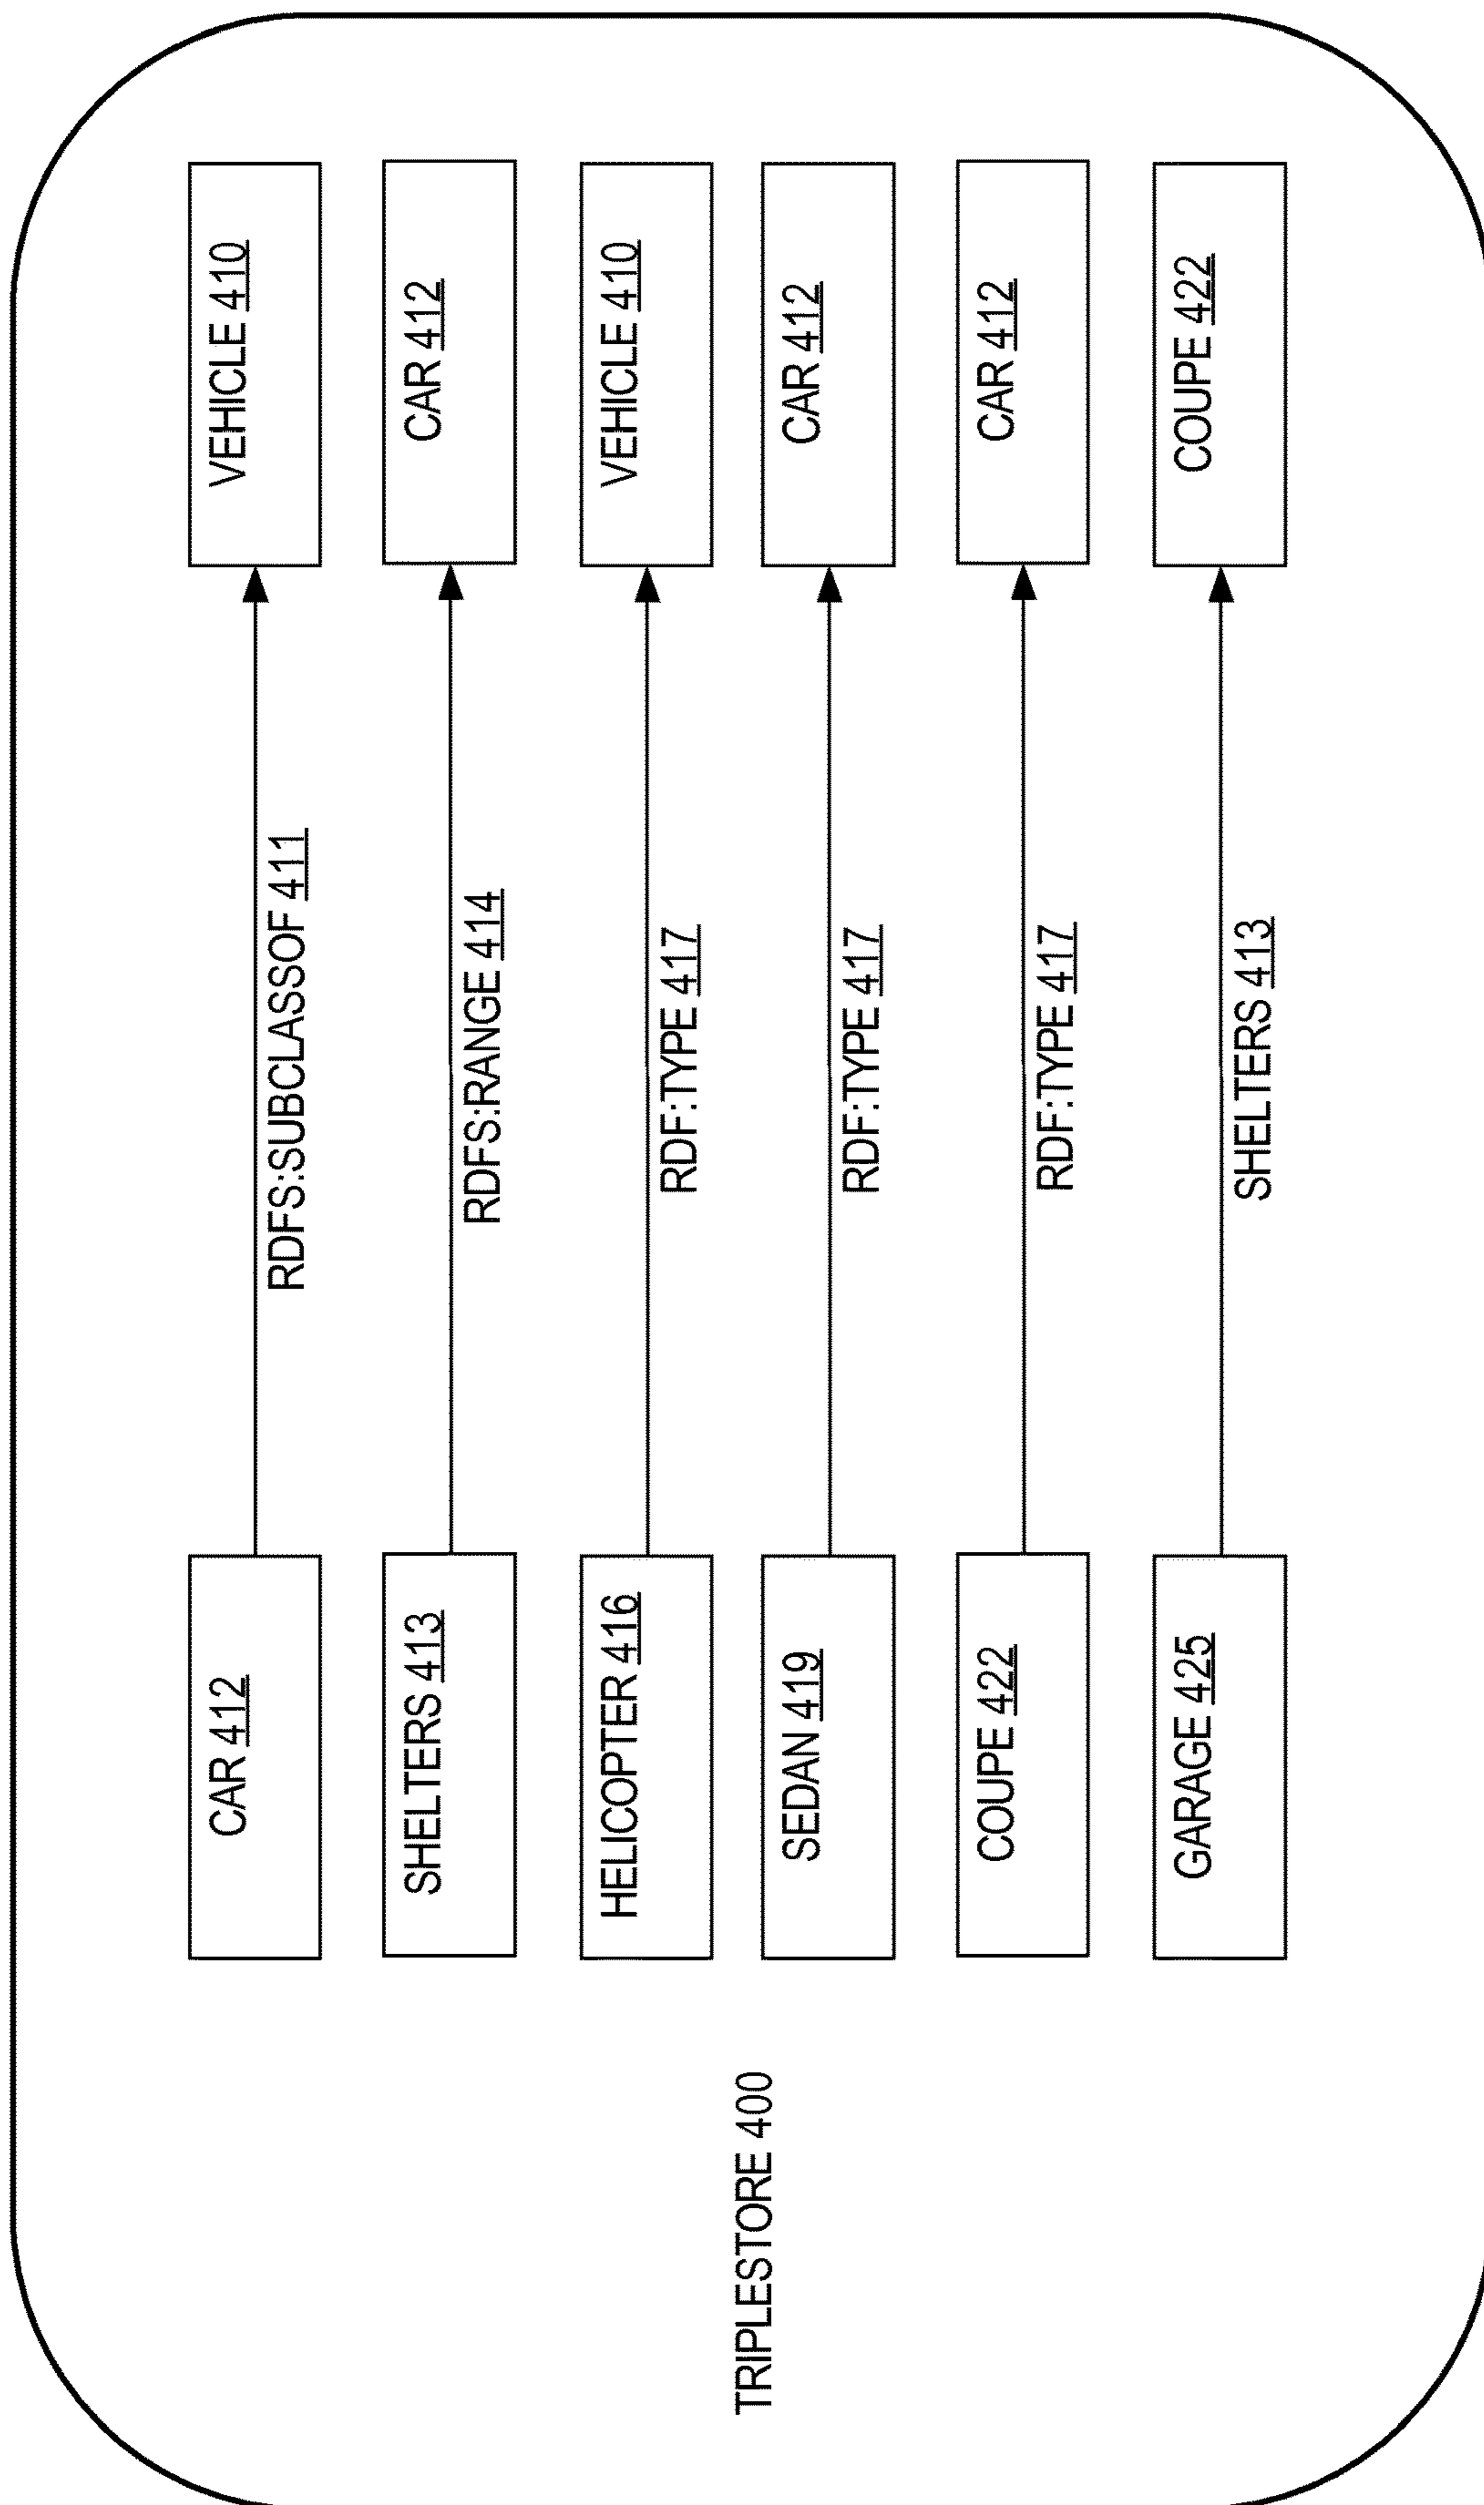 TRIPLESTORE 400
CAR 412
RDFS:SUBCLASSOF 411
VEHICLE 410
SHELTERS 413
RDFS:RANGE 414
CAR 412
HELICOPTER 416
RDF:TYPE 417
VEHICLE 410
SEDAN 419
RDF:TYPE 417
CAR 412
COUPE 422
RDF:TYPE 417
CAR 412
GARAGE 425
SHELTERS 413
COUPE 422